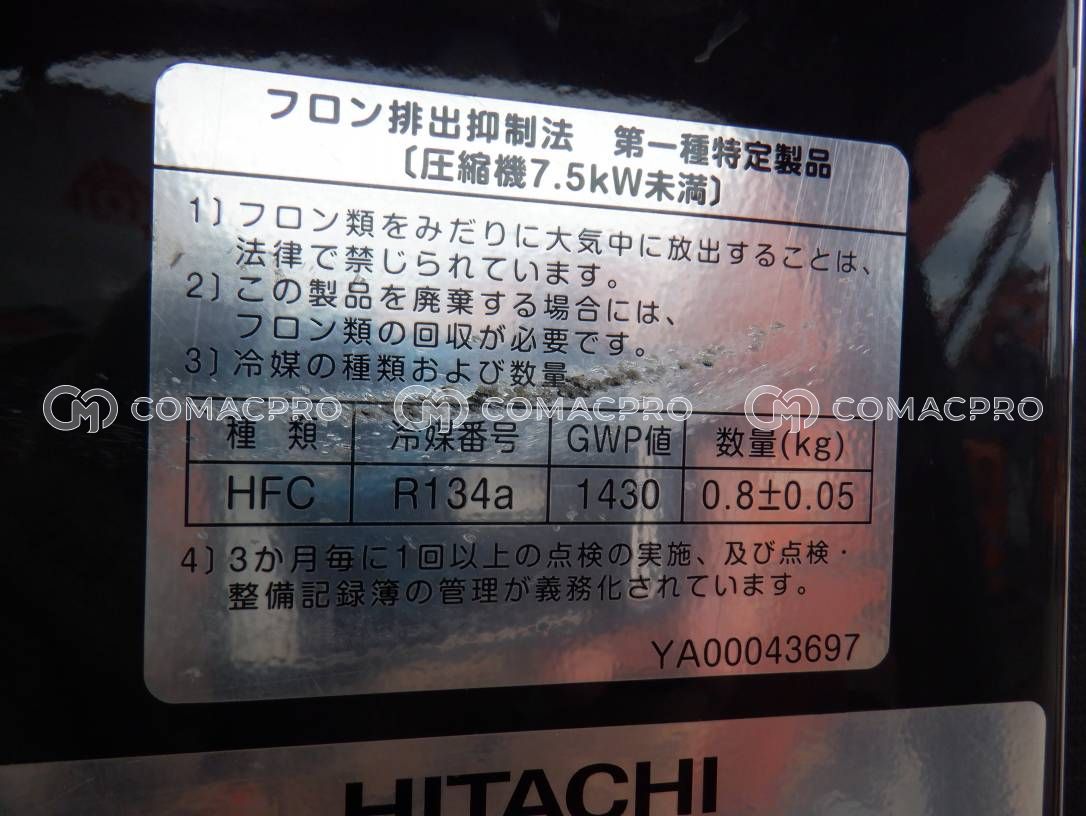 フロン排出抑制法 第一種特定製品
〔圧縮機7.5kW未満〕
1〕フロン類をみだりに大気中に放出することは、
法律で禁じられています。
2〕この製品を廃棄する場合には、
フロン類の回収が必要です。
3〕冷媒の種類および数量
COMACPRO COMACPRO COMACPRO
種類 冷媒番号 GWP値 数量(kg)
HFC R134a 1430 0.8±0.05
4〕3か月毎に1回以上の点検の実施、及び点検・
整備記録簿の管理が義務化されています。
YA00043697
HITACHI